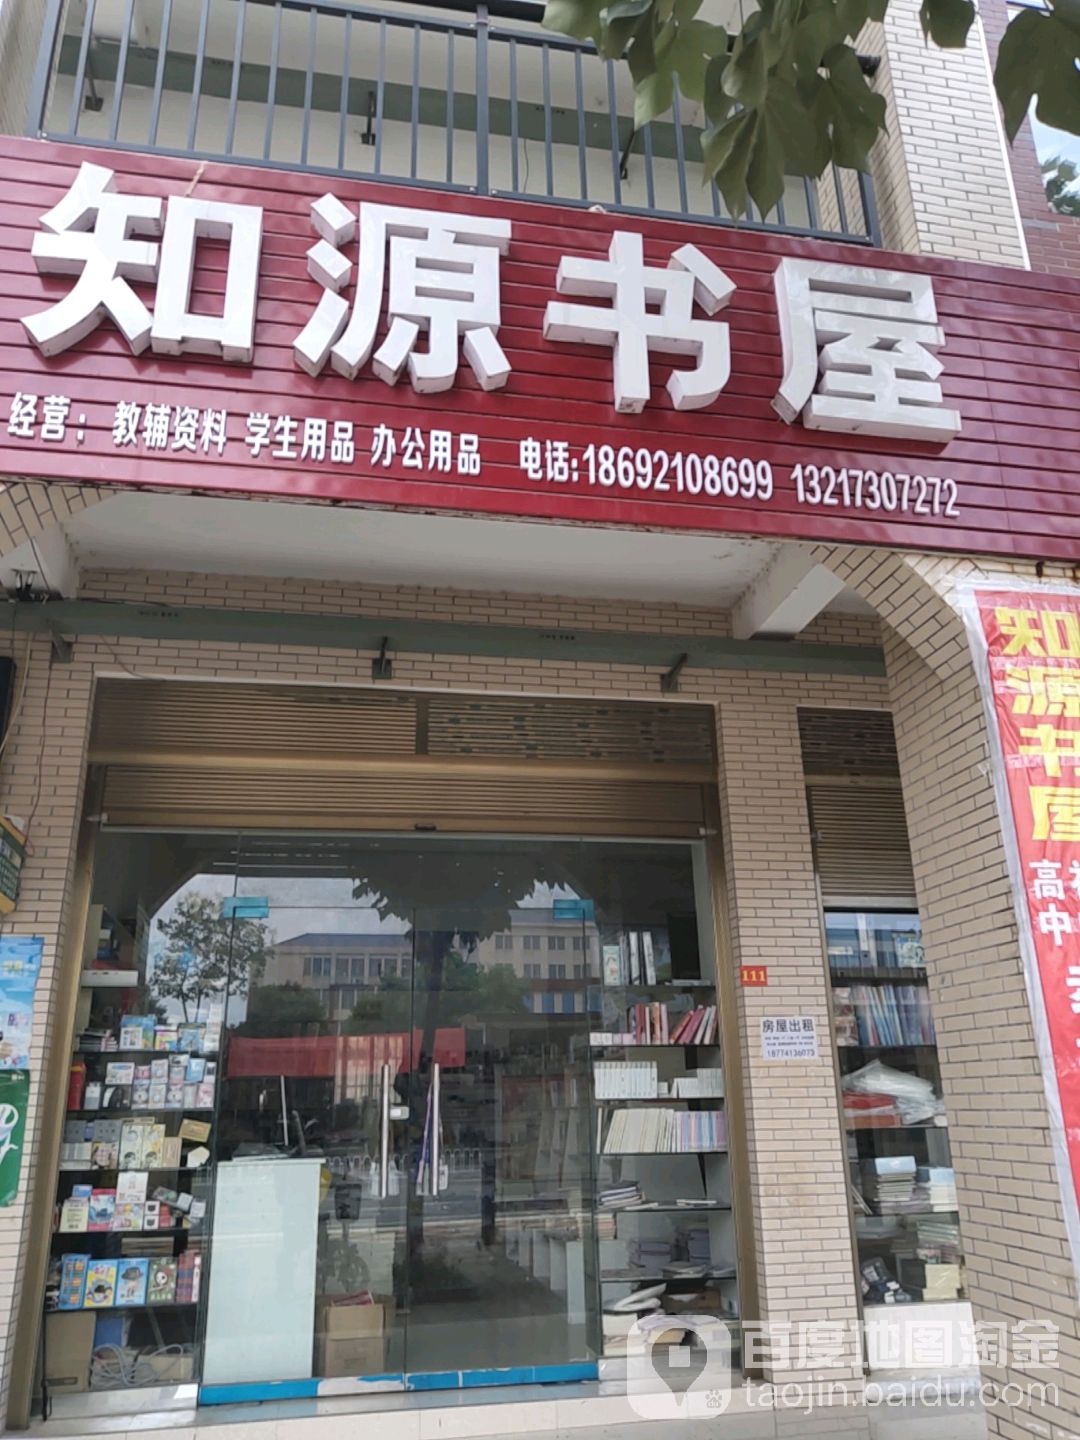 知源书屋
经营：教辅资料 学生用品 办公用品 电话:18692108699 13217307272
知源书屋
高中
111
房屋出租
18774136073
百度地图淘金
taojin.baidu.com